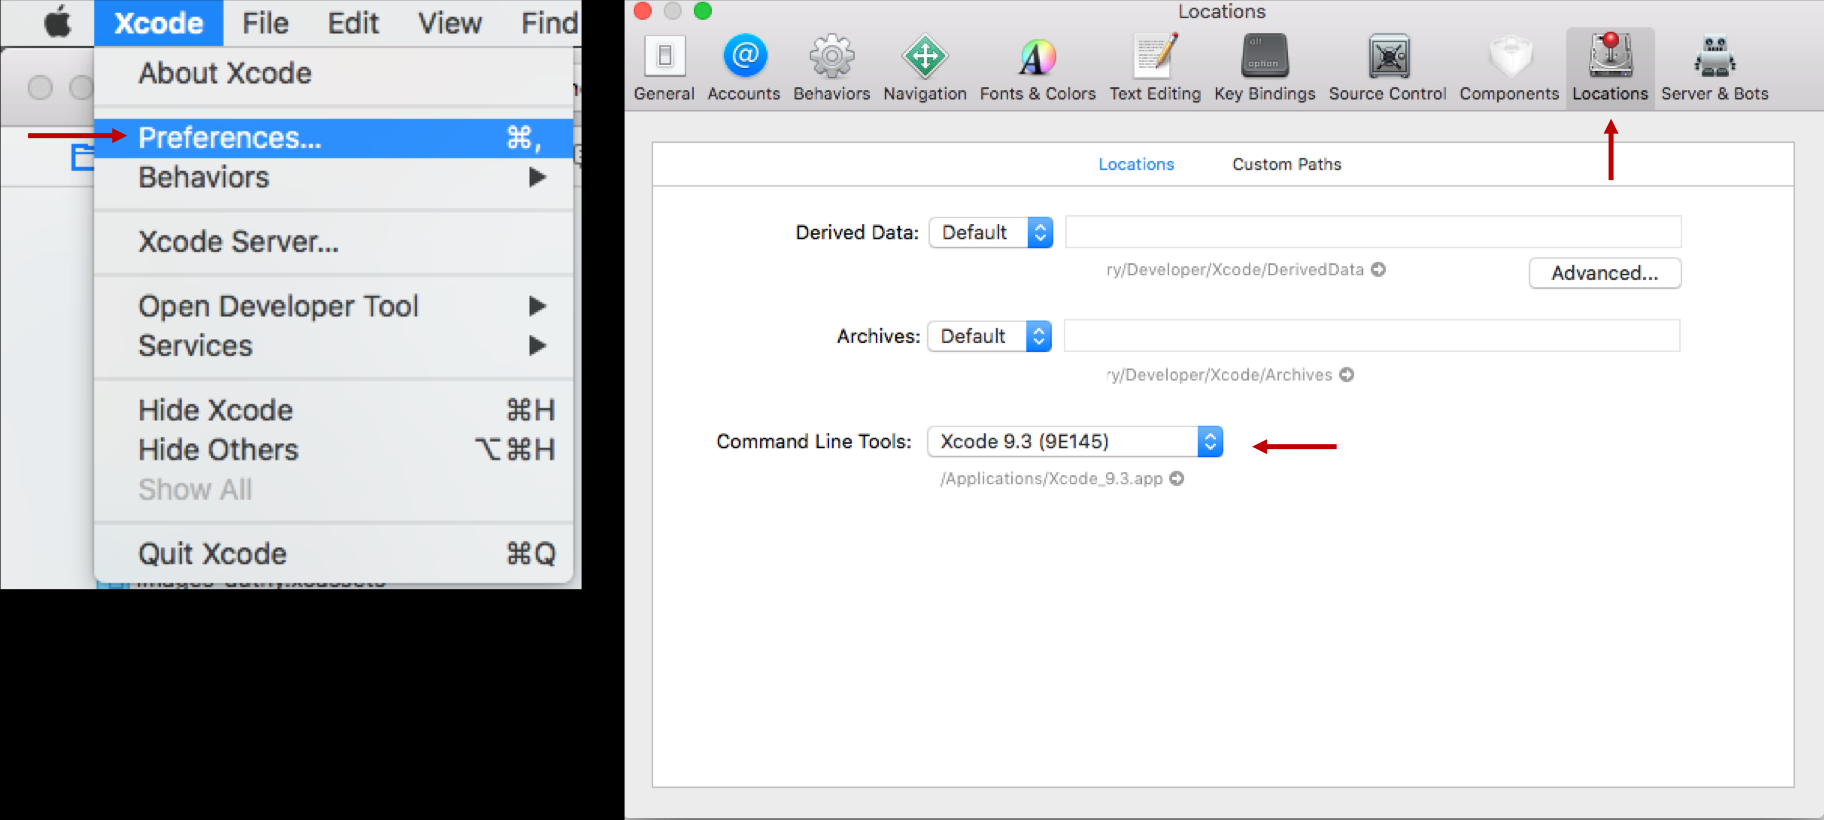 Xcode File Edit View Find
About Xcode
Preferences... ⌘,
Behaviors
Xcode Server...
Open Developer Tool
Services
Hide Xcode ⌘H
Hide Others ⌥⌘H
Show All
Quit Xcode ⌘Q
Locations
General Accounts Behaviors Navigation Fonts & Colors Text Editing Key Bindings Source Control Components Locations Server & Bots
alt
option
Locations Custom Paths
Derived Data: Default
ry/Developer/Xcode/DerivedData
Advanced...
Archives: Default
ry/Developer/Xcode/Archives
Command Line Tools: Xcode 9.3 (9E145)
/Applications/Xcode_9.3.app